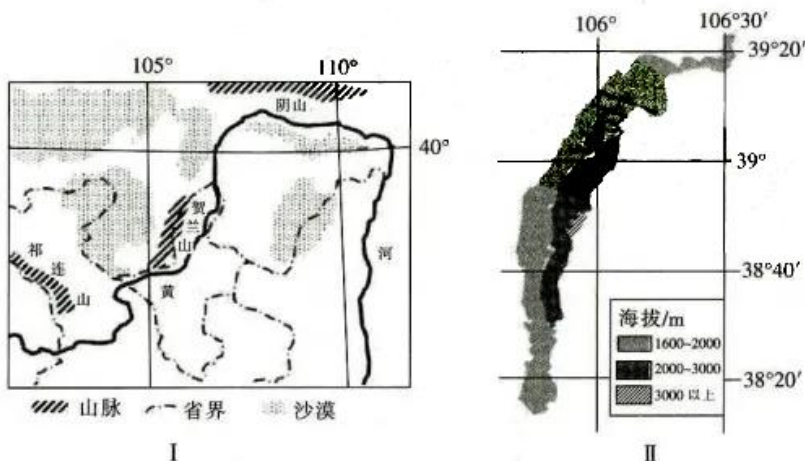 105°
110°
阴山
40°
贺
兰
山
祁
连
山
黄
河
山脉
省界
沙漠
I
106°
106°30′
39°20′
39°
38°40′
38°20′
海拔/m
1600~2000
2000~3000
3000 以上
II